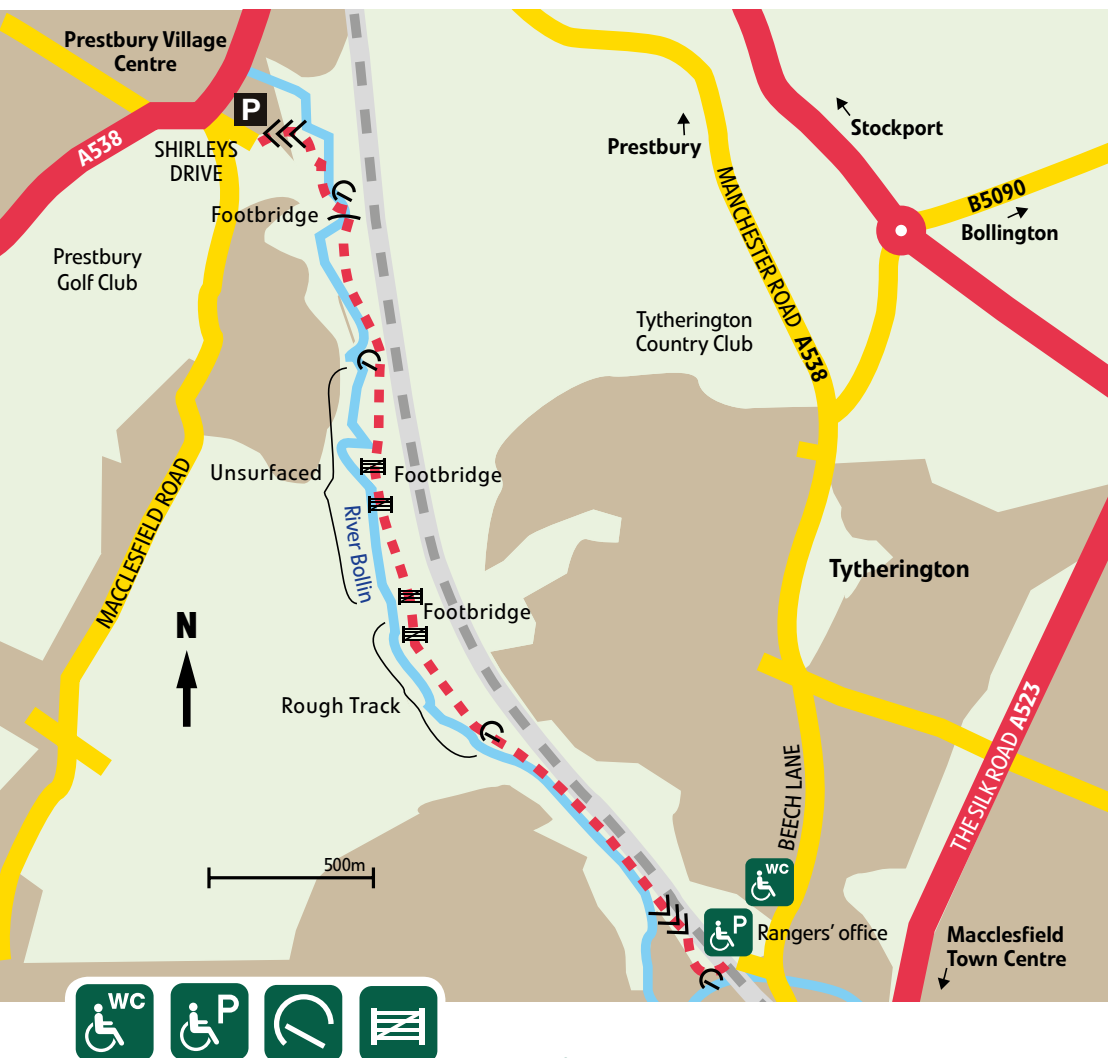 Prestbury Village
Centre
P
A538
SHIRLEYS
DRIVE
Footbridge
Prestbury
Golf Club
Prestbury
Stockport
B5090
Bollington
MANCHESTER ROAD A538
Tytherington
Country Club
Unsurfaced
Footbridge
River Bollin
MACCLESFIELD ROAD
Footbridge
Tytherington
N
Rough Track
THE SILK ROAD A523
BEECH LANE
500m
WC
P
Rangers' office
Macclesfield
Town Centre
WC
P